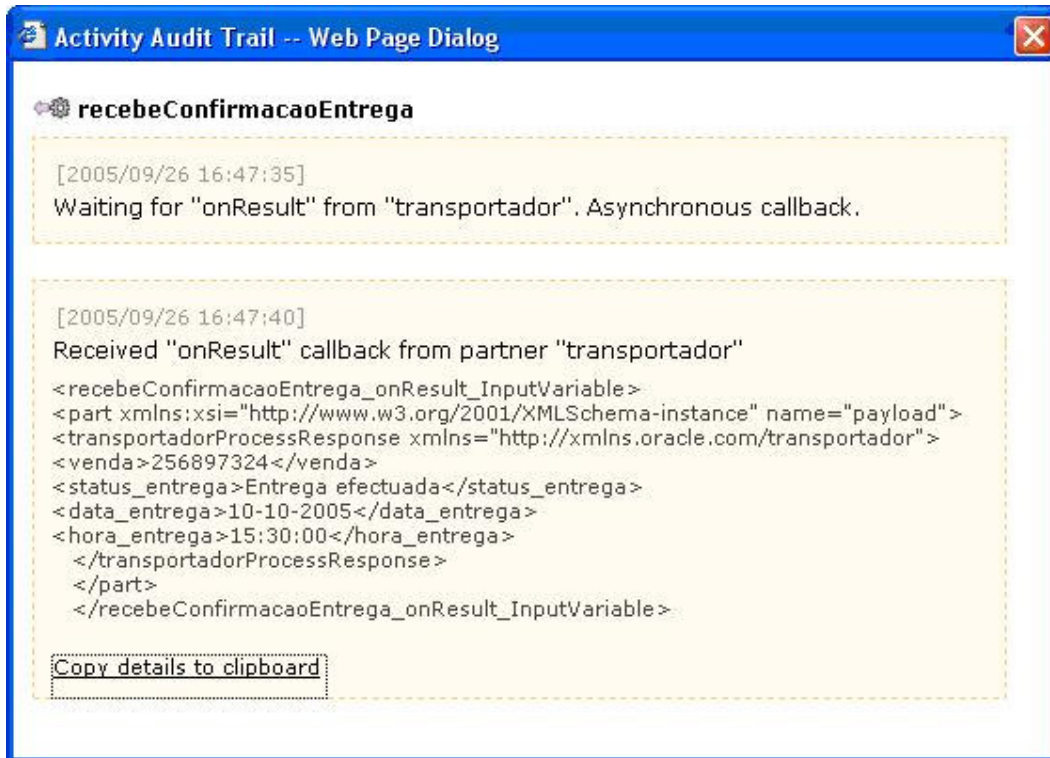 Activity Audit Trail -- Web Page Dialog
recebeConfirmacaoEntrega
[2005/09/26 16:47:35]
Waiting for "onResult" from "transportador". Asynchronous callback.
[2005/09/26 16:47:40]
Received "onResult" callback from partner "transportador"
<recebeConfirmacaoEntrega_onResult_InputVariable>
<part xmlns:xsi="http://www.w3.org/2001/XMLSchema-instance" name="payload">
<transportadorProcessResponse xmlns="http://xmlns.oracle.com/transportador">
<venda>256897324</venda>
<status_entrega>Entrega efectuada</status_entrega>
<data_entrega>10-10-2005</data_entrega>
<hora_entrega>15:30:00</hora_entrega>
</transportadorProcessResponse>
</part>
</recebeConfirmacaoEntrega_onResult_InputVariable>
Copy details to clipboard